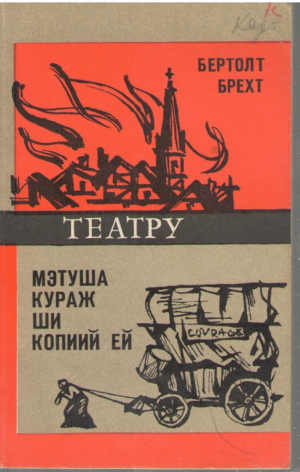 БЕРТОЛТ
БРЕХТ
ТЕАТРУ
МЭТУША
КУРАЖ
ШИ
КОПИИЙ ЕЙ
COURAGE